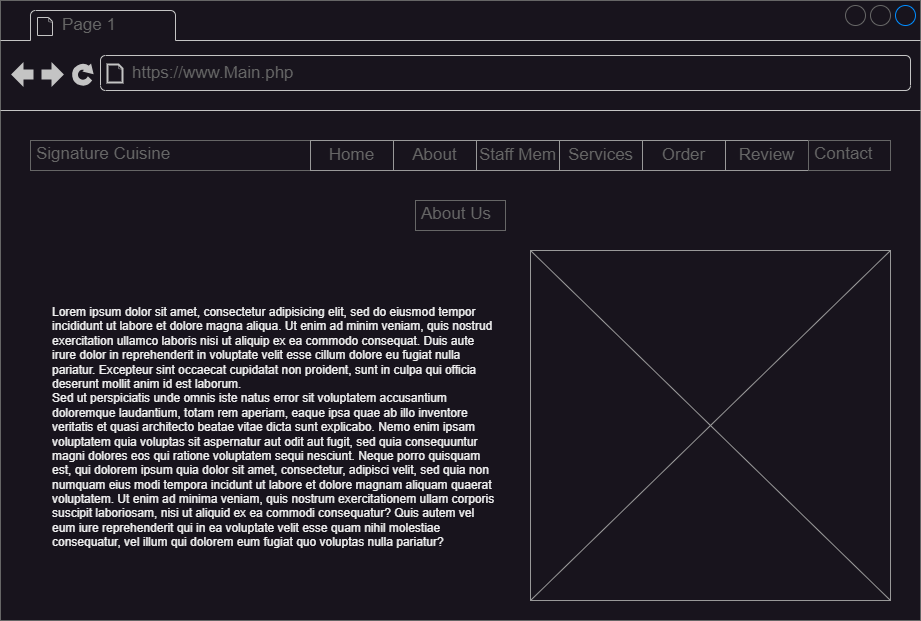 Page 1
https://www.Main.php
Signature Cuisine Home About Staff Mem Services Order Review Contact
About Us
Lorem ipsum dolor sit amet, consectetur adipisicing elit, sed do eiusmod tempor
incididunt ut labore et dolore magna aliqua. Ut enim ad minim veniam, quis nostrud
exercitation ullamco laboris nisi ut aliquip ex ea commodo consequat. Duis aute
irure dolor in reprehenderit in voluptate velit esse cillum dolore eu fugiat nulla
pariatur. Excepteur sint occaecat cupidatat non proident, sunt in culpa qui officia
deserunt mollit anim id est laborum.
Sed ut perspiciatis unde omnis iste natus error sit voluptatem accusantium
doloremque laudantium, totam rem aperiam, eaque ipsa quae ab illo inventore
veritatis et quasi architecto beatae vitae dicta sunt explicabo. Nemo enim ipsam
voluptatem quia voluptas sit aspernatur aut odit aut fugit, sed quia consequuntur
magni dolores eos qui ratione voluptatem sequi nesciunt. Neque porro quisquam
est, qui dolorem ipsum quia dolor sit amet, consectetur, adipisci velit, sed quia non
numquam eius modi tempora incidunt ut labore et dolore magnam aliquam quaerat
voluptatem. Ut enim ad minima veniam, quis nostrum exercitationem ullam corporis
suscipit laboriosam, nisi ut aliquid ex ea commodi consequatur? Quis autem vel
eum iure reprehenderit qui in ea voluptate velit esse quam nihil molestiae
consequatur, vel illum qui dolorem eum fugiat quo voluptas nulla pariatur?